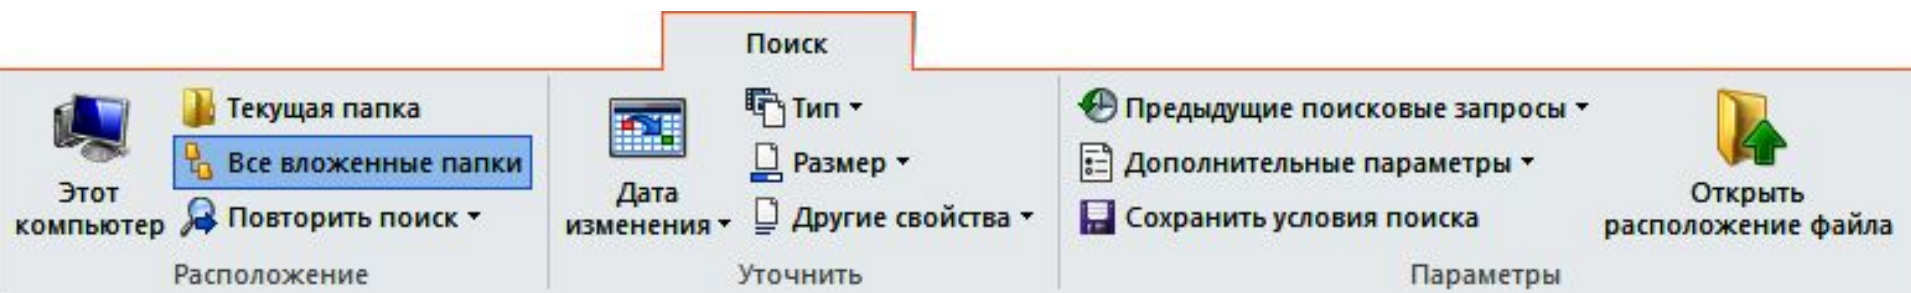 Поиск
Этот
компьютер
Текущая папка
Все вложенные папки
Повторить поиск
Расположение
Дата
изменения
Тип
Размер
Другие свойства
Уточнить
Предыдущие поисковые запросы
Дополнительные параметры
Сохранить условия поиска
Открыть
расположение файла
Параметры